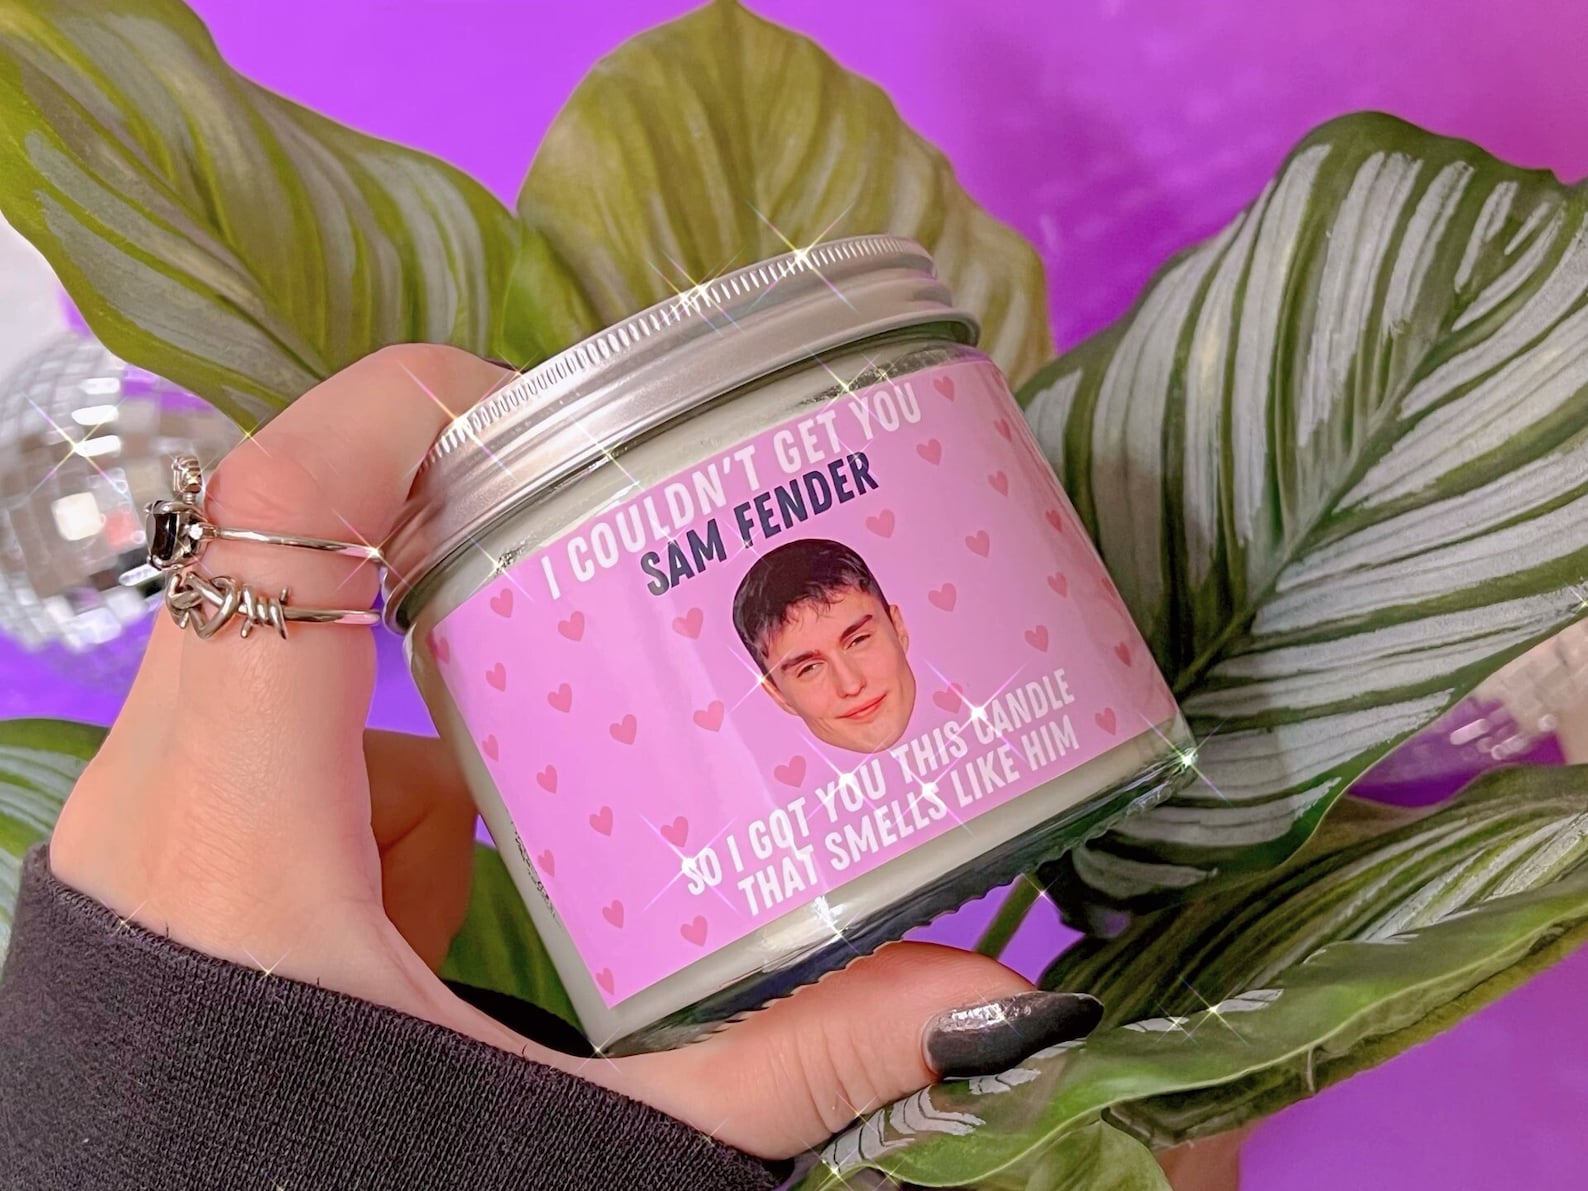 I COULDN'T GET YOU
SAM FENDER
SO I GOT YOU THIS CANDLE
THAT SMELLS LIKE HIM